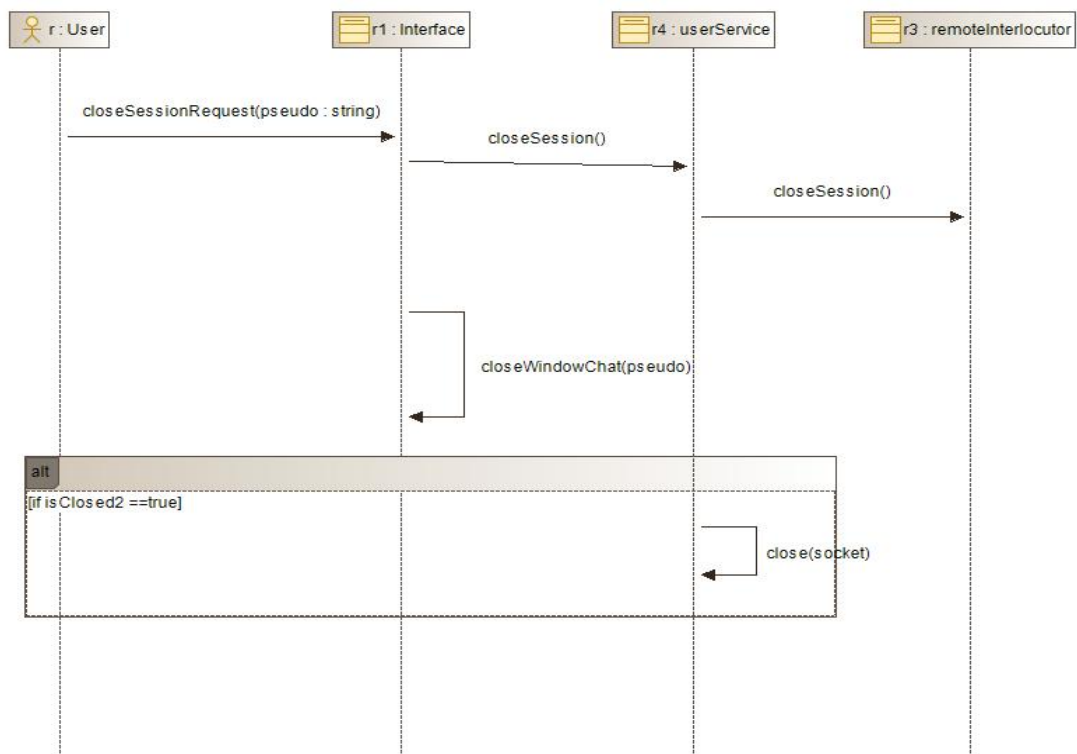 r : User
r1 : Interface
r4 : userService
r3 : remoteInterlocutor
closeSessionRequest(pseudo : string)
closeSession()
closeSession()
closeWindowChat(pseudo)
alt
[if isClosed2 ==true]
close(socket)